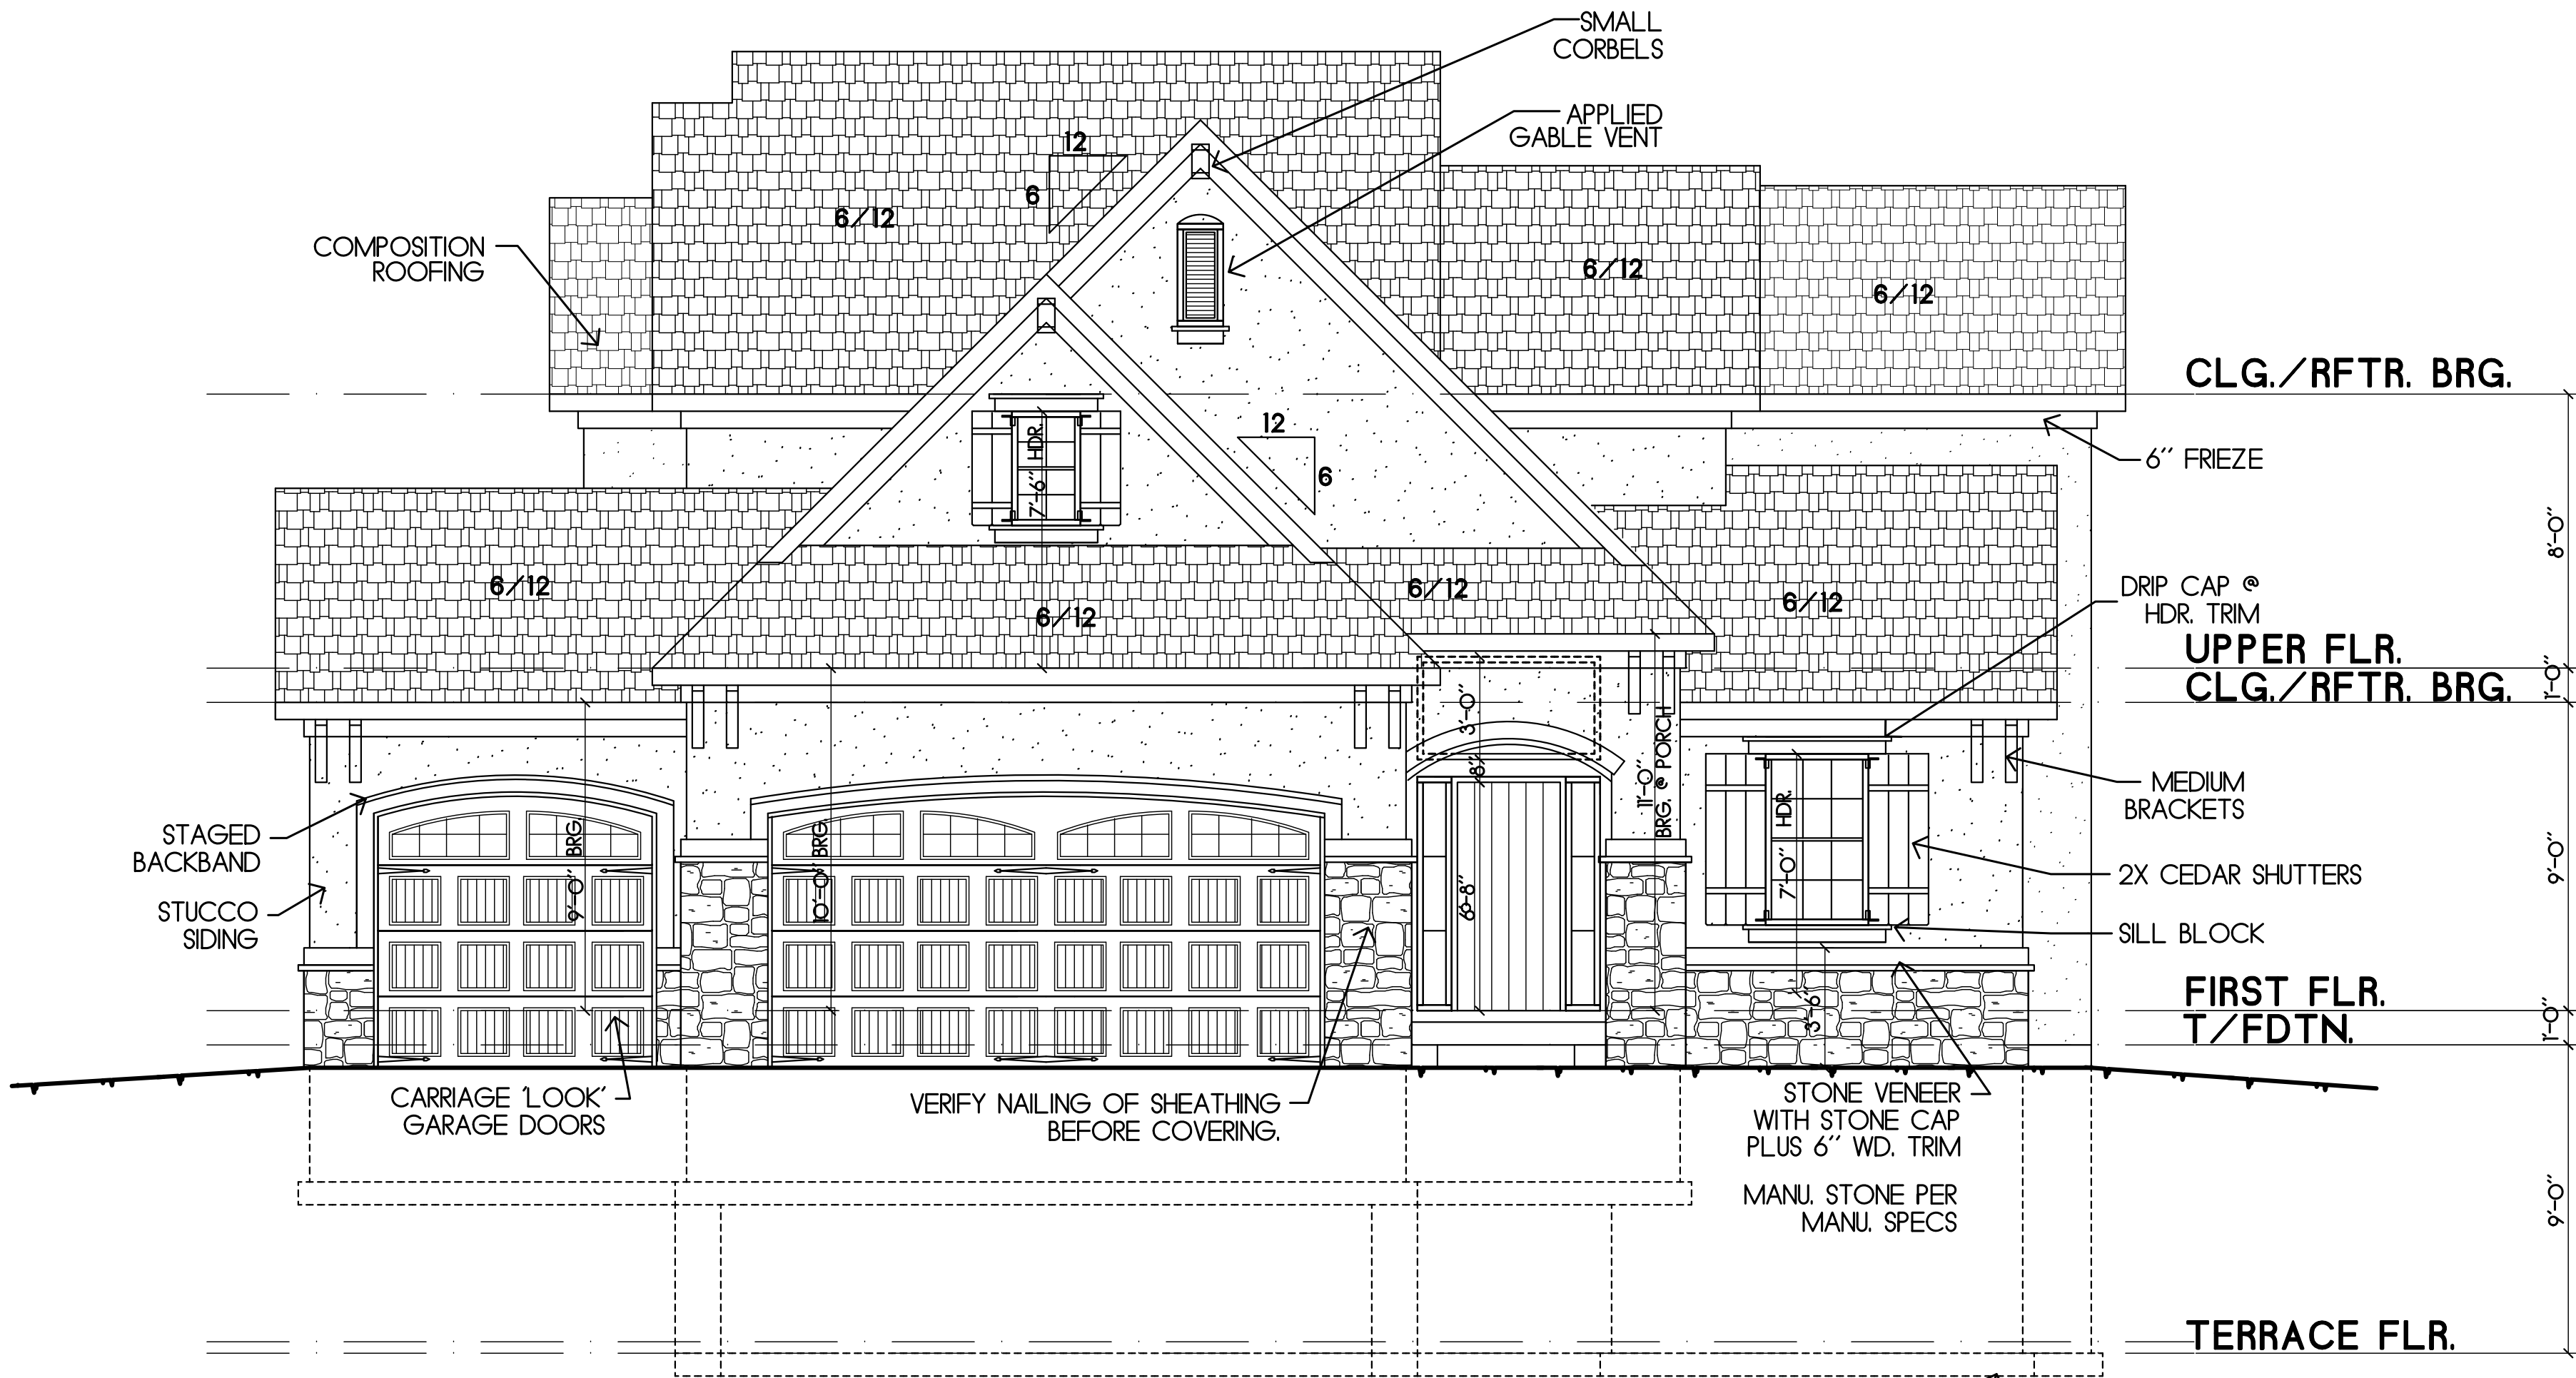 SMALL
CORBELS
APPLIED
GABLE VENT
12
6
6/12
COMPOSITION
ROOFING
6/12
6/12
CLG./RFTR. BRG.
12
6
6" FRIEZE
7'-6" HDR.
8'-0"
6/12
6/12
6/12
6/12
DRIP CAP @
HDR. TRIM
UPPER FLR.
CLG./RFTR. BRG.
1'-0"
3'-0"
8"
11'-0"
BRG. @ PORCH
MEDIUM
BRACKETS
STAGED
BACKBAND
9'-0" BRG.
10'-0" BRG.
6'-8"
7'-0" HDR.
2X CEDAR SHUTTERS
9'-0"
STUCCO
SIDING
SILL BLOCK
3'-6"
FIRST FLR.
T/FDTN.
1'-0"
CARRIAGE 'LOOK'
GARAGE DOORS
VERIFY NAILING OF SHEATHING
BEFORE COVERING.
STONE VENEER
WITH STONE CAP
PLUS 6" WD. TRIM
MANU. STONE PER
MANU. SPECS
9'-0"
TERRACE FLR.